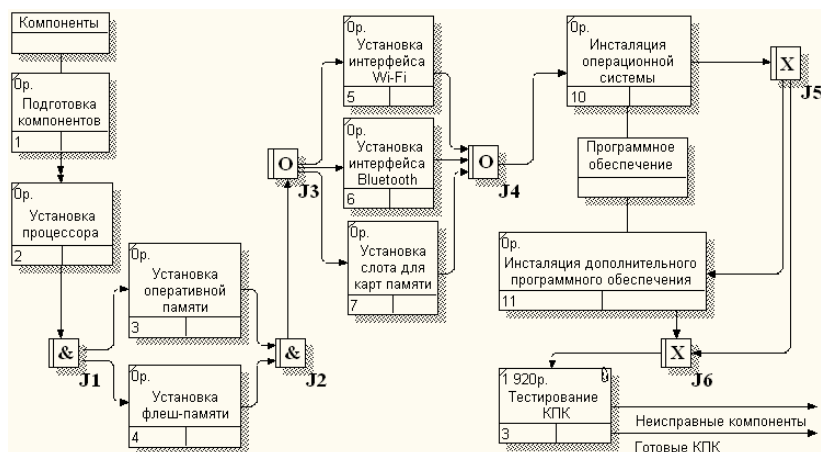 Компоненты
0р.
Подготовка
компонентов
1
0р.
Установка
процессора
2
&
J1
0р.
Установка
оперативной
памяти
3
0р.
Установка
флеш-памяти
4
&
J2
O
J3
0р.
Установка
интерфейса
Wi-Fi
5
0р.
Установка
интерфейса
Bluetooth
6
0р.
Установка
слота для
карт памяти
7
O
J4
0р.
Инсталяция
операционной
системы
10
X
J5
Программное
обеспечение
0р.
Инсталяция дополнительного
программного обеспечения
11
X
J6
1 920р.
Тестирование
КПК
3
Неисправные компоненты
Готовые КПК